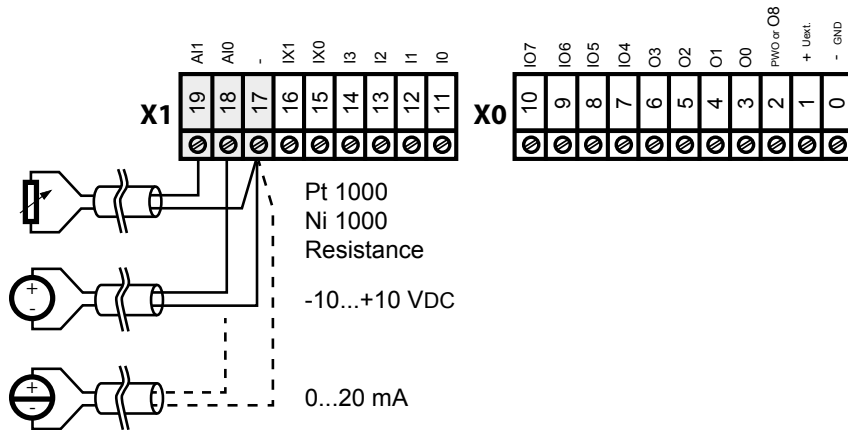 AI1 AI0 - IX1 IX0 I3 I2 I1 I0
X1 19 18 17 16 15 14 13 12 11
IO7 IO6 IO5 IO4 O3 O2 O1 O0 PWO or O8 + Uext. - GND
X0 10 9 8 7 6 5 4 3 2 1 0
Pt 1000
Ni 1000
Resistance
+
-
-10...+10 VDC
+
-
0...20 mA